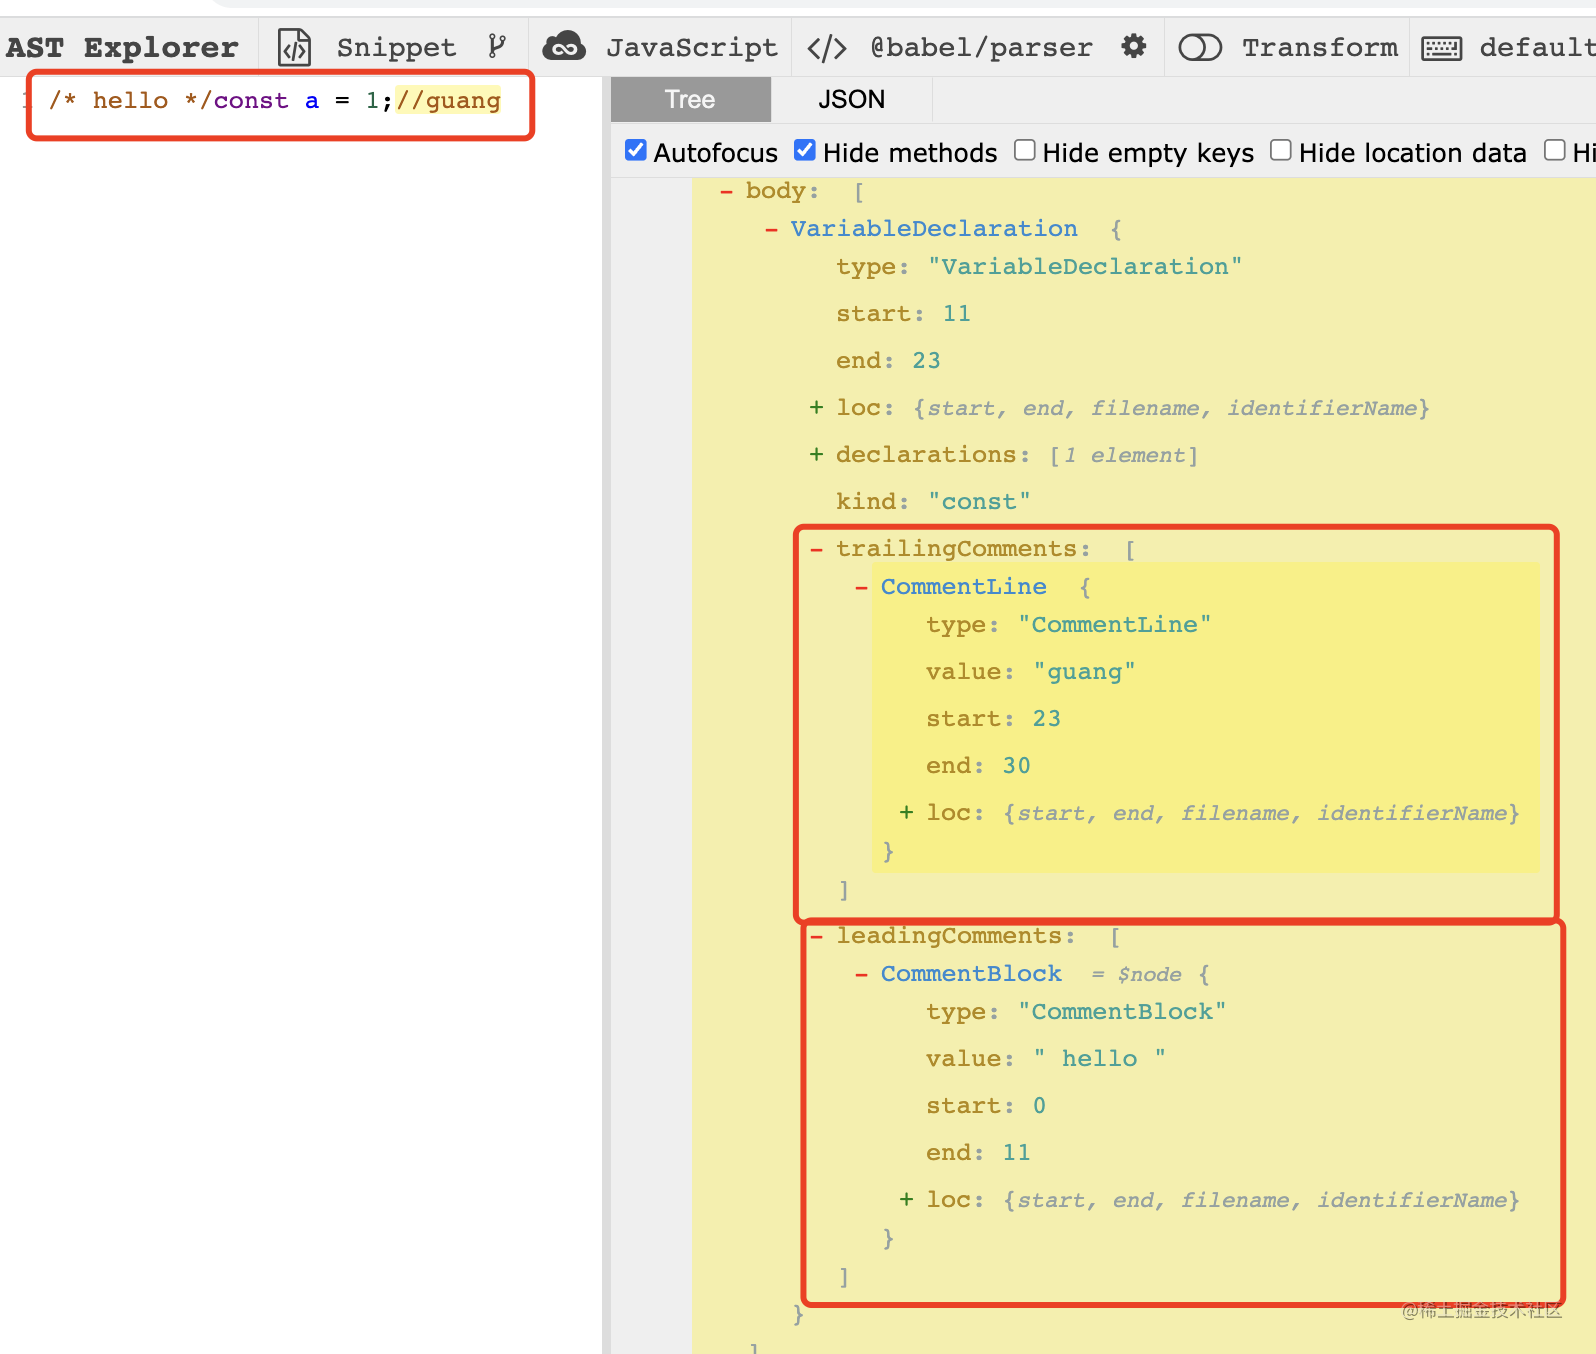 AST Explorer Snippet JavaScript </> @babel/parser Transform default
1 /* hello */const a = 1;//guang
Tree JSON
Autofocus Hide methods Hide empty keys Hide location data Hi
- body: [
- VariableDeclaration {
type: "VariableDeclaration"
start: 11
end: 23
+ loc: {start, end, filename, identifierName}
+ declarations: [1 element]
kind: "const"
- trailingComments: [
- CommentLine {
type: "CommentLine"
value: "guang"
start: 23
end: 30
+ loc: {start, end, filename, identifierName}
}
]
- leadingComments: [
- CommentBlock = $node {
type: "CommentBlock"
value: " hello "
start: 0
end: 11
+ loc: {start, end, filename, identifierName}
}
]
}
]
@稀土掘金技术社区